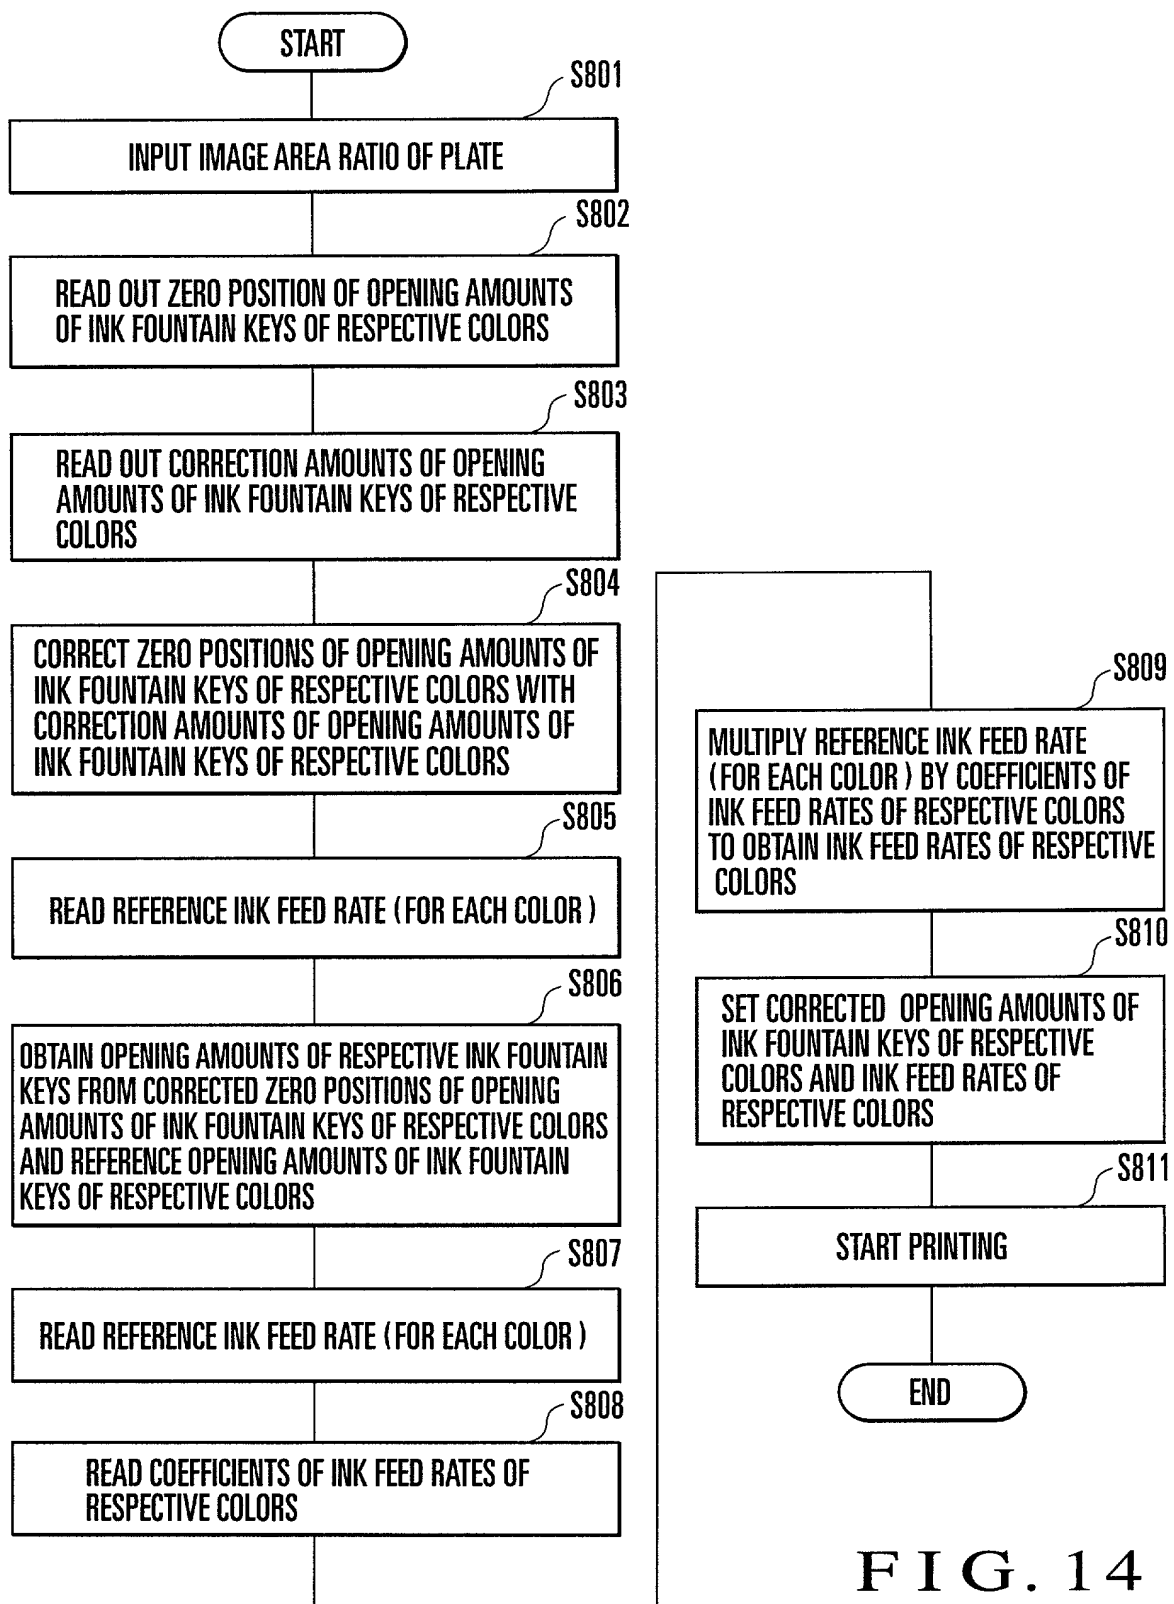 START
S801
INPUT IMAGE AREA RATIO OF PLATE
S802
READ OUT ZERO POSITION OF OPENING AMOUNTS
OF INK FOUNTAIN KEYS OF RESPECTIVE COLORS
S803
READ OUT CORRECTION AMOUNTS OF OPENING
AMOUNTS OF INK FOUNTAIN KEYS OF RESPECTIVE
COLORS
S804
CORRECT ZERO POSITIONS OF OPENING AMOUNTS OF
INK FOUNTAIN KEYS OF RESPECTIVE COLORS WITH
CORRECTION AMOUNTS OF OPENING AMOUNTS OF
INK FOUNTAIN KEYS OF RESPECTIVE COLORS
S805
READ REFERENCE INK FEED RATE (FOR EACH COLOR)
S806
OBTAIN OPENING AMOUNTS OF RESPECTIVE INK FOUNTAIN
KEYS FROM CORRECTED ZERO POSITIONS OF OPENING
AMOUNTS OF INK FOUNTAIN KEYS OF RESPECTIVE COLORS
AND REFERENCE OPENING AMOUNTS OF INK FOUNTAIN
KEYS OF RESPECTIVE COLORS
S807
READ REFERENCE INK FEED RATE (FOR EACH COLOR)
S808
READ COEFFICIENTS OF INK FEED RATES OF
RESPECTIVE COLORS
S809
MULTIPLY REFERENCE INK FEED RATE
(FOR EACH COLOR) BY COEFFICIENTS OF
INK FEED RATES OF RESPECTIVE COLORS
TO OBTAIN INK FEED RATES OF RESPECTIVE
COLORS
S810
SET CORRECTED OPENING AMOUNTS OF
INK FOUNTAIN KEYS OF RESPECTIVE
COLORS AND INK FEED RATES OF
RESPECTIVE COLORS
S811
START PRINTING
END
FIG. 14